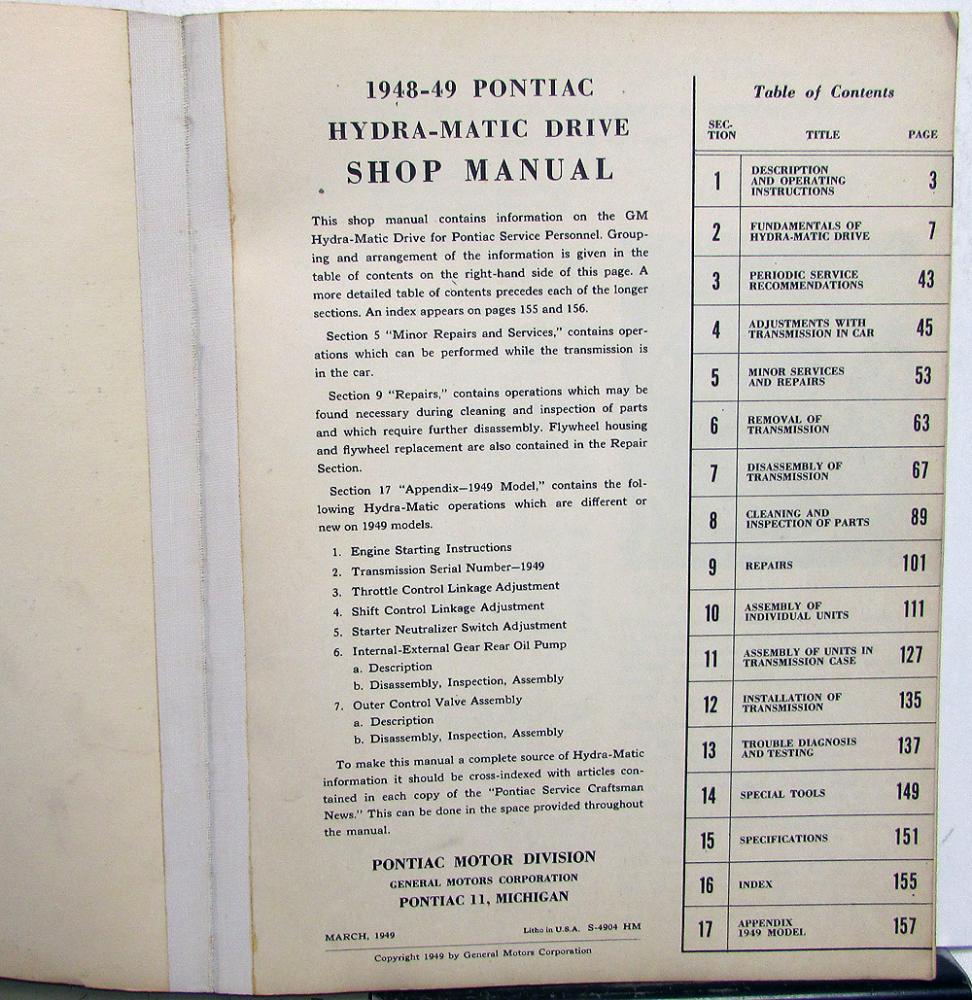 1948-49 PONTIAC
HYDRA-MATIC DRIVE
SHOP MANUAL
This shop manual contains information on the GM
Hydra-Matic Drive for Pontiac Service Personnel. Group-
ing and arrangement of the information is given in the
table of contents on the right-hand side of this page. A
more detailed table of contents precedes each of the longer
sections. An index appears on pages 155 and 156.
Section 5 "Minor Repairs and Services," contains oper-
ations which can be performed while the transmission is
in the car.
Section 9 "Repairs," contains operations which may be
found necessary during cleaning and inspection of parts
and which require further disassembly. Flywheel housing
and flywheel replacement are also contained in the Repair
Section.
Section 17 "Appendix—1949 Model," contains the fol-
lowing Hydra-Matic operations which are different or
new on 1949 models.
1. Engine Starting Instructions
2. Transmission Serial Number—1949
3. Throttle Control Linkage Adjustment
4. Shift Control Linkage Adjustment
5. Starter Neutralizer Switch Adjustment
6. Internal-External Gear Rear Oil Pump
a. Description
b. Disassembly, Inspection, Assembly
7. Outer Control Valve Assembly
a. Description
b. Disassembly, Inspection, Assembly
To make this manual a complete source of Hydra-Matic
information it should be cross-indexed with articles con-
tained in each copy of the "Pontiac Service Craftsman
News." This can be done in the space provided throughout
the manual.
PONTIAC MOTOR DIVISION
GENERAL MOTORS CORPORATION
PONTIAC 11, MICHIGAN
MARCH, 1949 Litho in U.S.A. S-4904 HM
Copyright 1949 by General Motors Corporation
Table of Contents
SEC-
TION TITLE PAGE
1 DESCRIPTION
AND OPERATING
INSTRUCTIONS 3
2 FUNDAMENTALS OF
HYDRA-MATIC DRIVE 7
3 PERIODIC SERVICE
RECOMMENDATIONS 43
4 ADJUSTMENTS WITH
TRANSMISSION IN CAR 45
5 MINOR SERVICES
AND REPAIRS 53
6 REMOVAL OF
TRANSMISSION 63
7 DISASSEMBLY OF
TRANSMISSION 67
8 CLEANING AND
INSPECTION OF PARTS 89
9 REPAIRS 101
10 ASSEMBLY OF
INDIVIDUAL UNITS 111
11 ASSEMBLY OF UNITS IN
TRANSMISSION CASE 127
12 INSTALLATION OF
TRANSMISSION 135
13 TROUBLE DIAGNOSIS
AND TESTING 137
14 SPECIAL TOOLS 149
15 SPECIFICATIONS 151
16 INDEX 155
17 APPENDIX
1949 MODEL 157